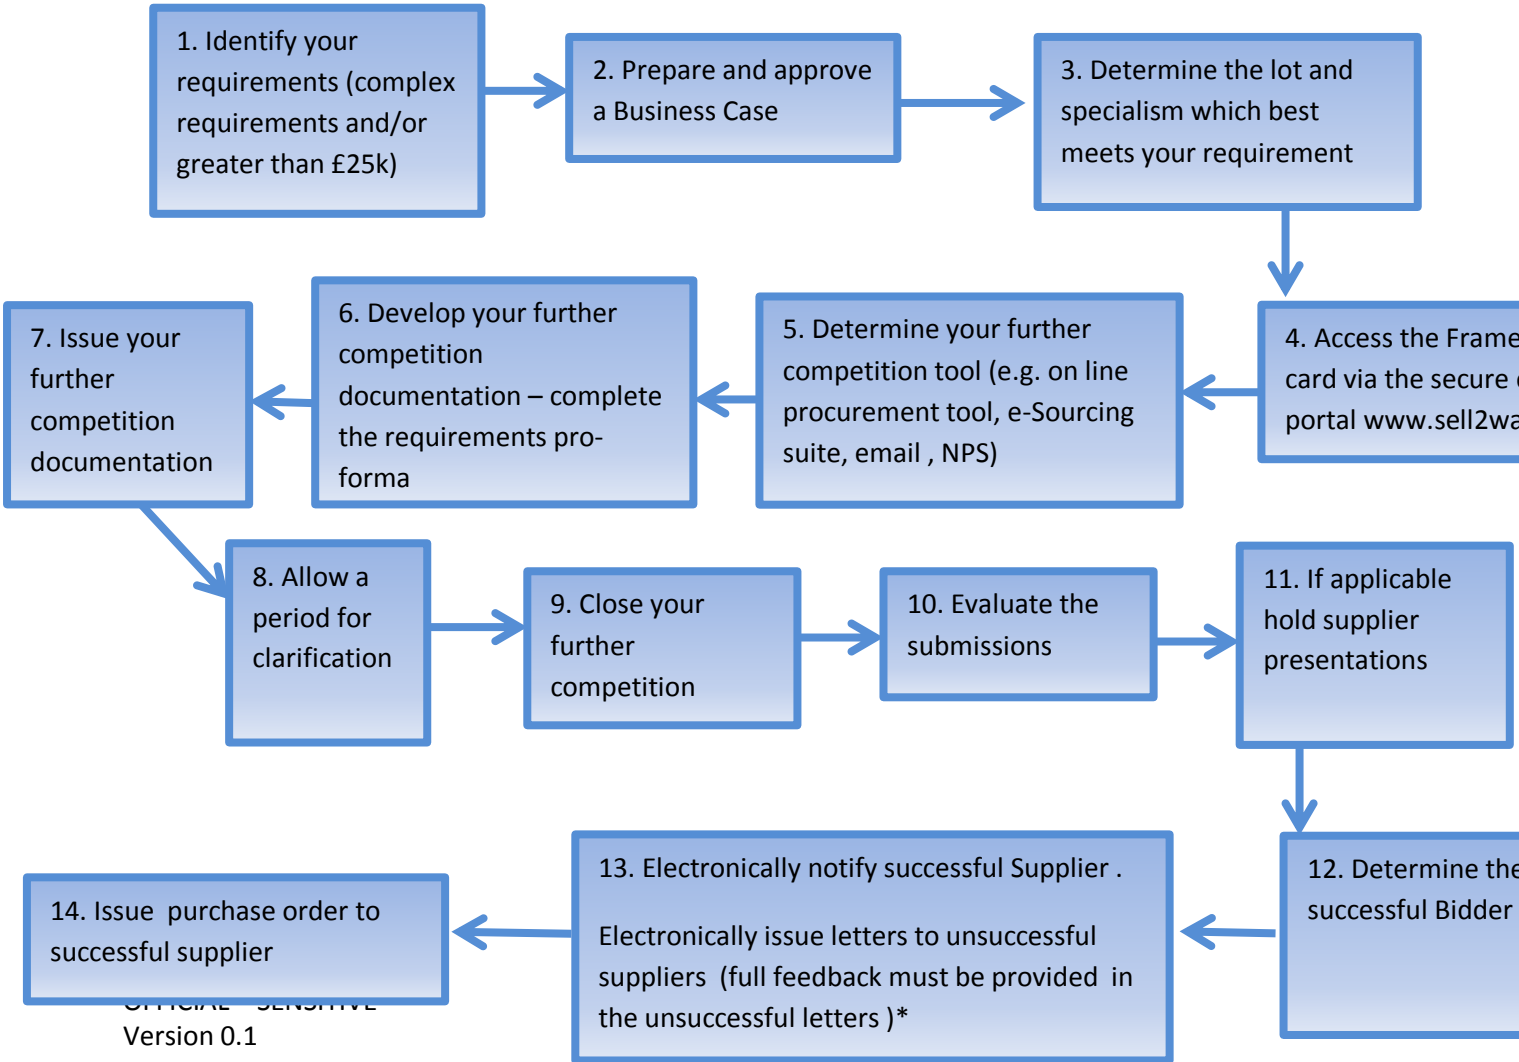 1. Identify your
requirements (complex
requirements and/or
greater than £25k)
2. Prepare and approve
a Business Case
3. Determine the lot and
specialism which best
meets your requirement
4. Access the Frame
card via the secure
portal www.sell2wa
5. Determine your further
competition tool (e.g. on line
procurement tool, e-Sourcing
suite, email , NPS)
6. Develop your further
competition
documentation – complete
the requirements pro-
forma
7. Issue your
further
competition
documentation
8. Allow a
period for
clarification
9. Close your
further
competition
10. Evaluate the
submissions
11. If applicable
hold supplier
presentations
12. Determine the
successful Bidder
13. Electronically notify successful Supplier .
Electronically issue letters to unsuccessful
suppliers (full feedback must be provided in
the unsuccessful letters )*
14. Issue purchase order to
successful supplier
OFFICIAL SENSITIVE
Version 0.1